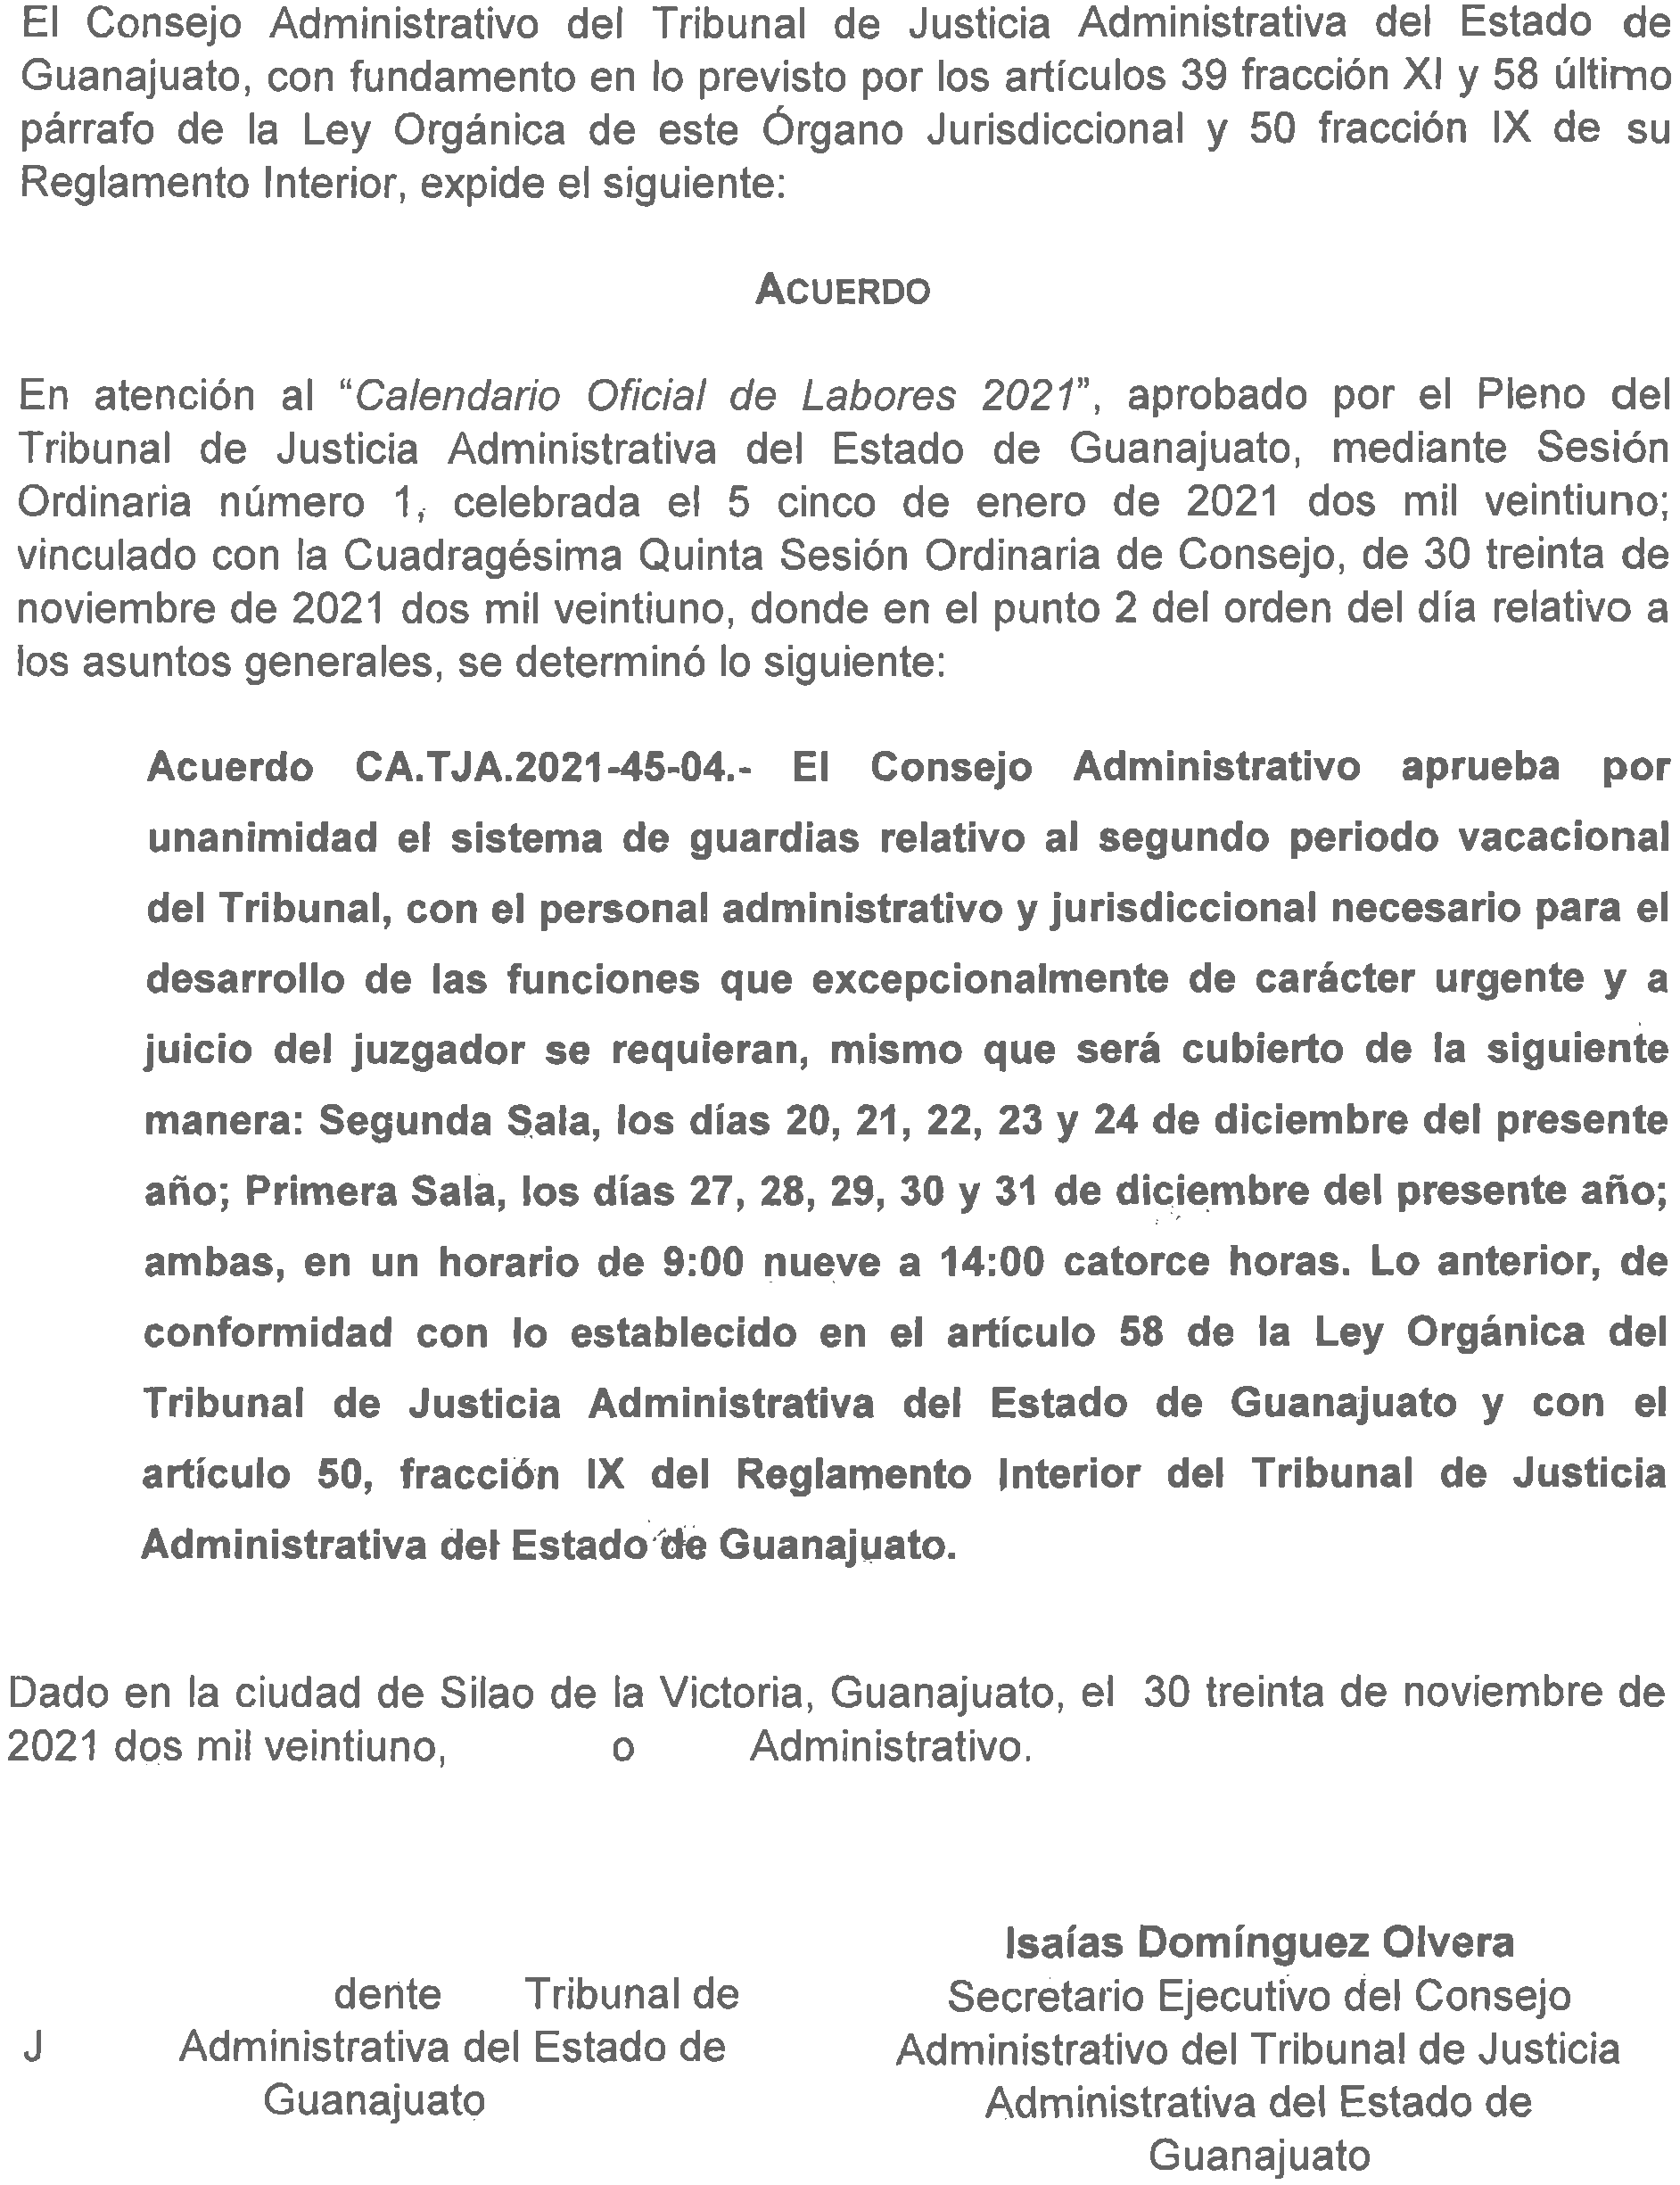 El Consejo Administrativo del Tribunal de Justicia Administrativa del Estado de
Guanajuato, con fundamento en lo previsto por los artículos 39 fracción XI y 58 último
párrafo de la Ley Orgánica de este Órgano Jurisdiccional y 50 fracción IX de su
Reglamento Interior, expide el siguiente:
ACUERDO
En atención al “Calendario Oficial de Labores 2021”, aprobado por el Pleno del
Tribunal de Justicia Administrativa del Estado de Guanajuato, mediante Sesión
Ordinaria número 1, celebrada el 5 cinco de enero de 2021 dos mil veintiuno;
vinculado con la Cuadragésima Quinta Sesión Ordinaria de Consejo, de 30 treinta de
noviembre de 2021 dos mil veintiuno, donde en el punto 2 del orden del día relativo a
los asuntos generales, se determinó lo siguiente:
Acuerdo CA.TJA.2021-45-04.- El Consejo Administrativo aprueba por
unanimidad el sistema de guardias relativo al segundo periodo vacacional
del Tribunal, con el personal administrativo y jurisdiccional necesario para el
desarrollo de las funciones que excepcionalmente de carácter urgente y a
juicio del juzgador se requieran, mismo que será cubierto de la siguiente
manera: Segunda Sala, los días 20, 21, 22, 23 y 24 de diciembre del presente
año; Primera Sala, los días 27, 28, 29, 30 y 31 de diciembre del presente año;
ambas, en un horario de 9:00 nueve a 14:00 catorce horas. Lo anterior, de
conformidad con lo establecido en el artículo 58 de la Ley Orgánica del
Tribunal de Justicia Administrativa del Estado de Guanajuato y con el
artículo 50, fracción IX del Reglamento Interior del Tribunal de Justicia
Administrativa del Estado de Guanajuato.
Dado en la ciudad de Silao de la Victoria, Guanajuato, el 30 treinta de noviembre de
2021 dos mil veintiuno, o Administrativo.
dente Tribunal de
J Administrativa del Estado de
Guanajuato
Isaías Domínguez Olvera
Secretario Ejecutivo del Consejo
Administrativo del Tribunal de Justicia
Administrativa del Estado de
Guanajuato